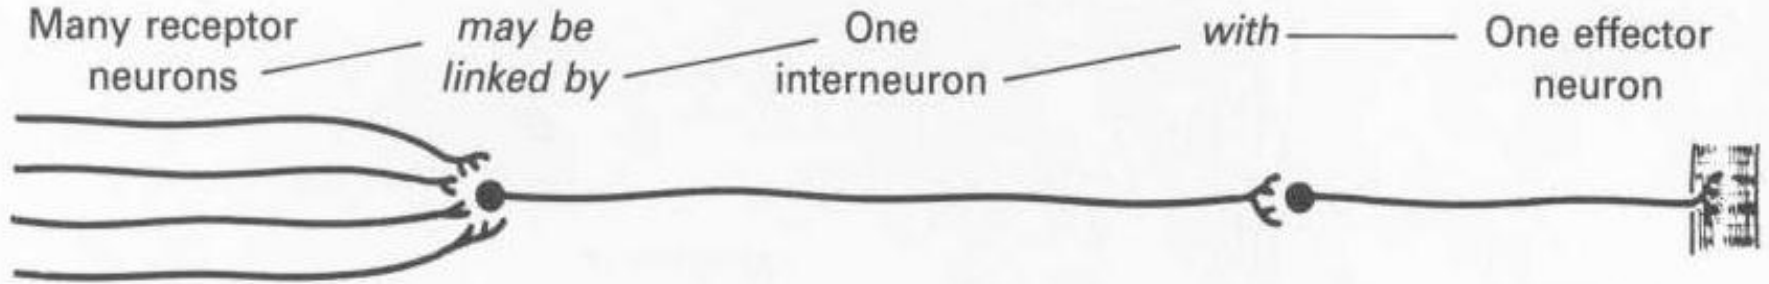 Many receptor
neurons
may be
linked by
One
interneuron
with
One effector
neuron